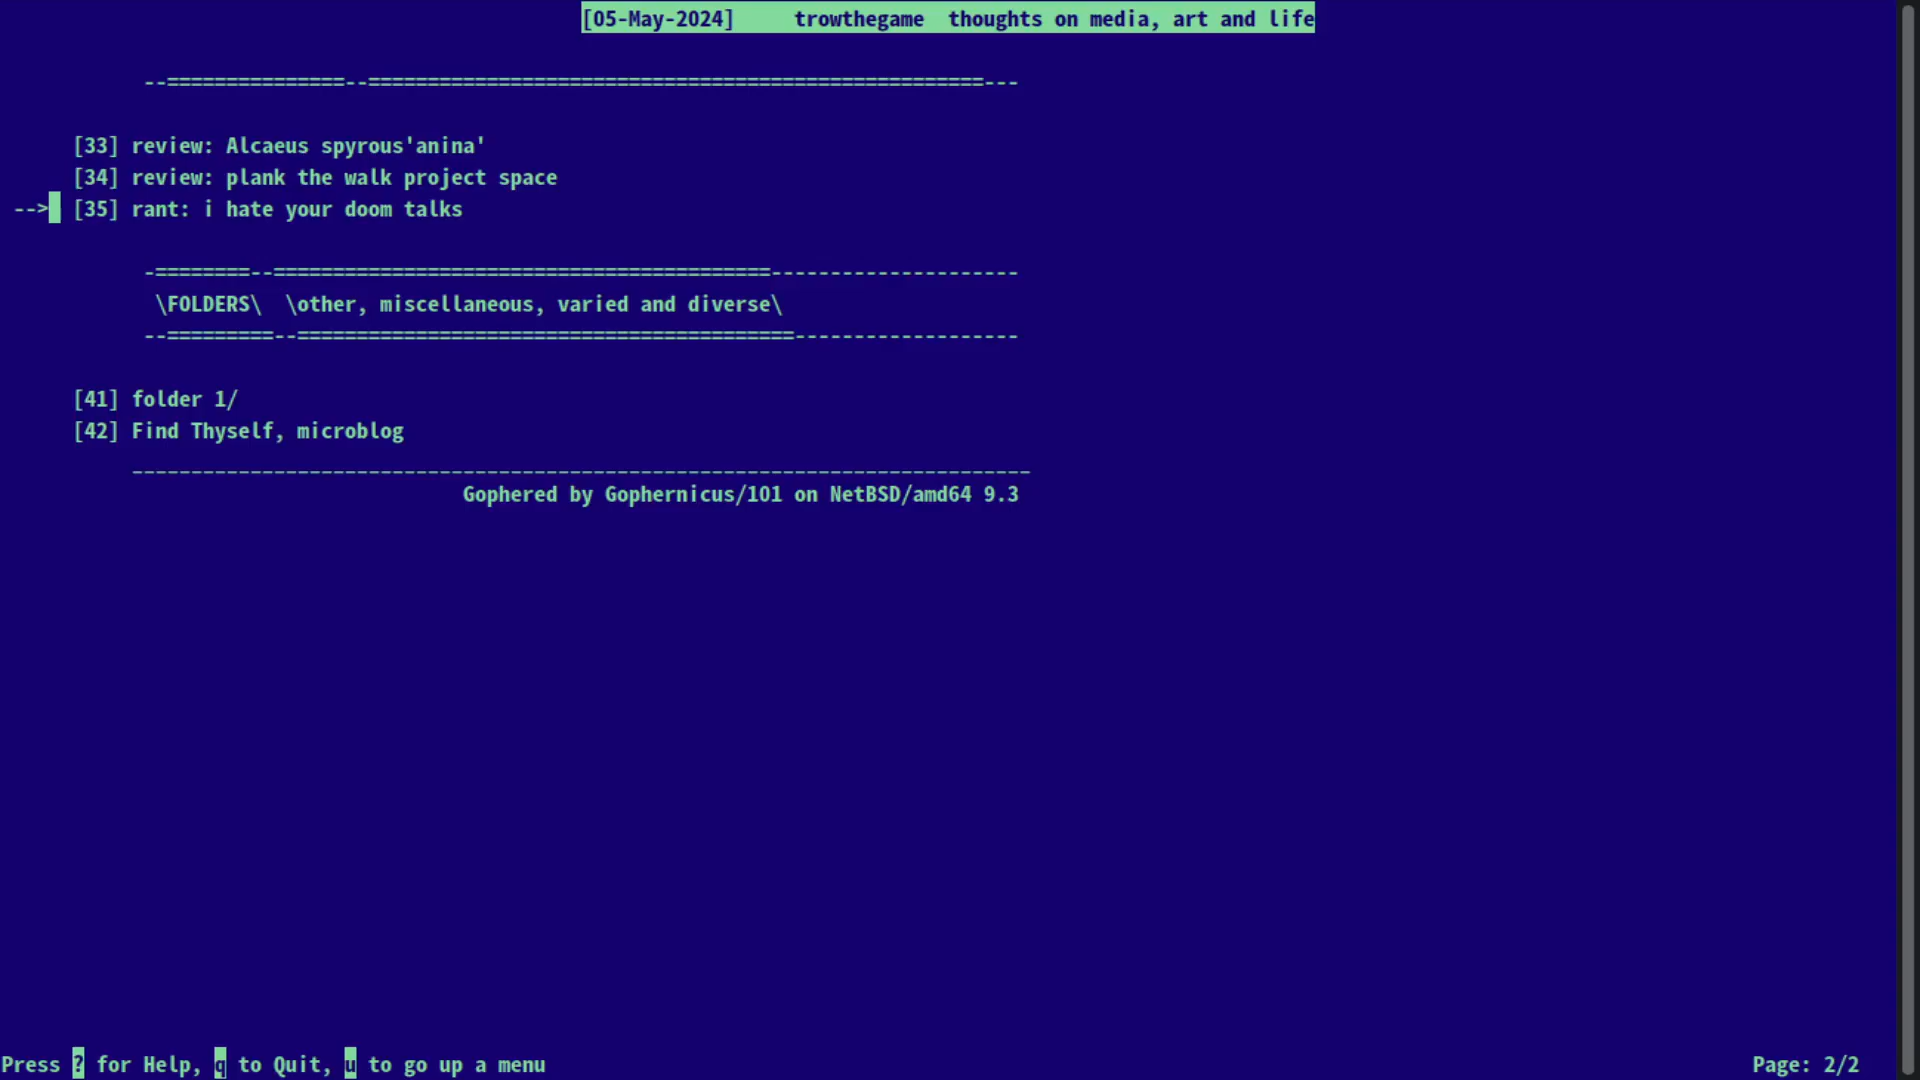 [05-May-2024]     trowthegame  thoughts on media, art and life
--===============--====================================================---
[33] review: Alcaeus spyrous'anina'
[34] review: plank the walk project space
--> [35] rant: i hate your doom talks
-========--==========================================---------------------
\FOLDERS\  \other, miscellaneous, varied and diverse\
--=========--==========================================-------------------
[41] folder 1/
[42] Find Thyself, microblog
____________________________________________________________________________
Gophered by Gophernicus/101 on NetBSD/amd64 9.3
Press ? for Help, q to Quit, u to go up a menu
Page: 2/2